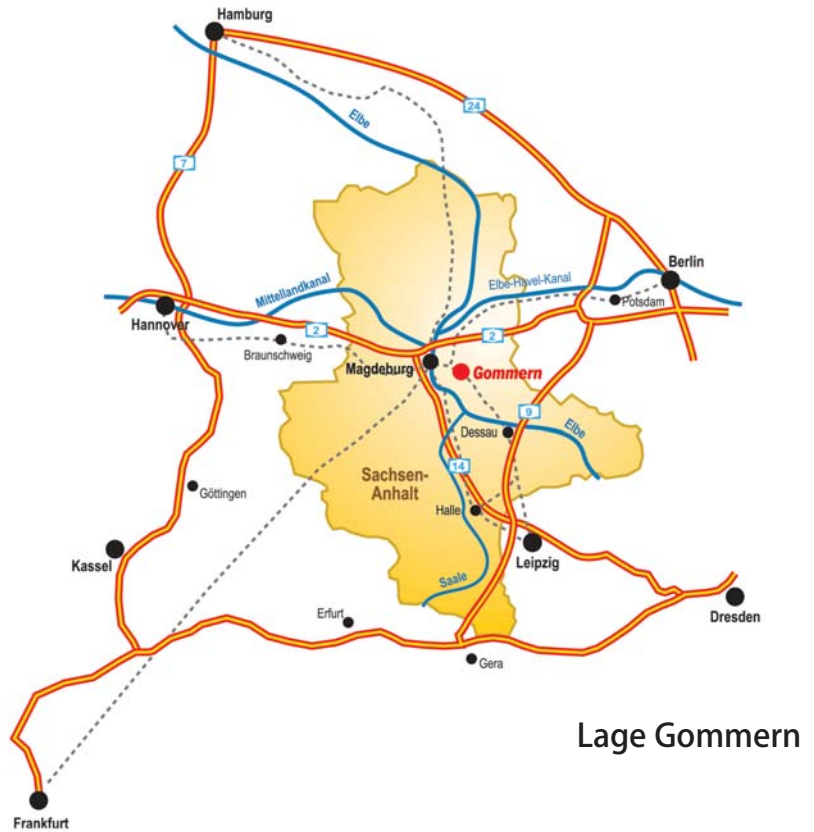 Hamburg
24
Elbe
7
Berlin
Elbe-Havel-Kanal
Mittellandkanal
Potsdam
Hannover
2
2
Braunschweig
Magdeburg
Gommern
9
Elbe
Dessau
14
Sachsen-
Anhalt
Göttingen
Halle
Kassel
Leipzig
Saale
Erfurt
Dresden
Gera
Lage Gommern
Frankfurt